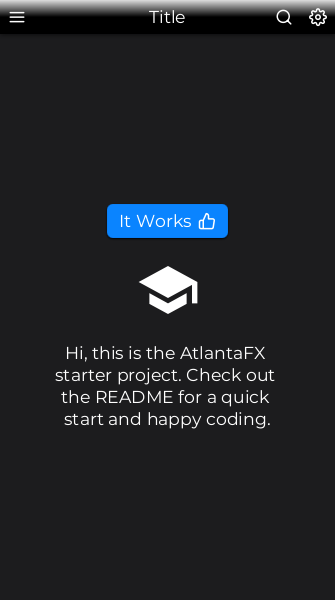 Title
It Works
Hi, this is the AtlantaFX
starter project. Check out
the README for a quick
start and happy coding.